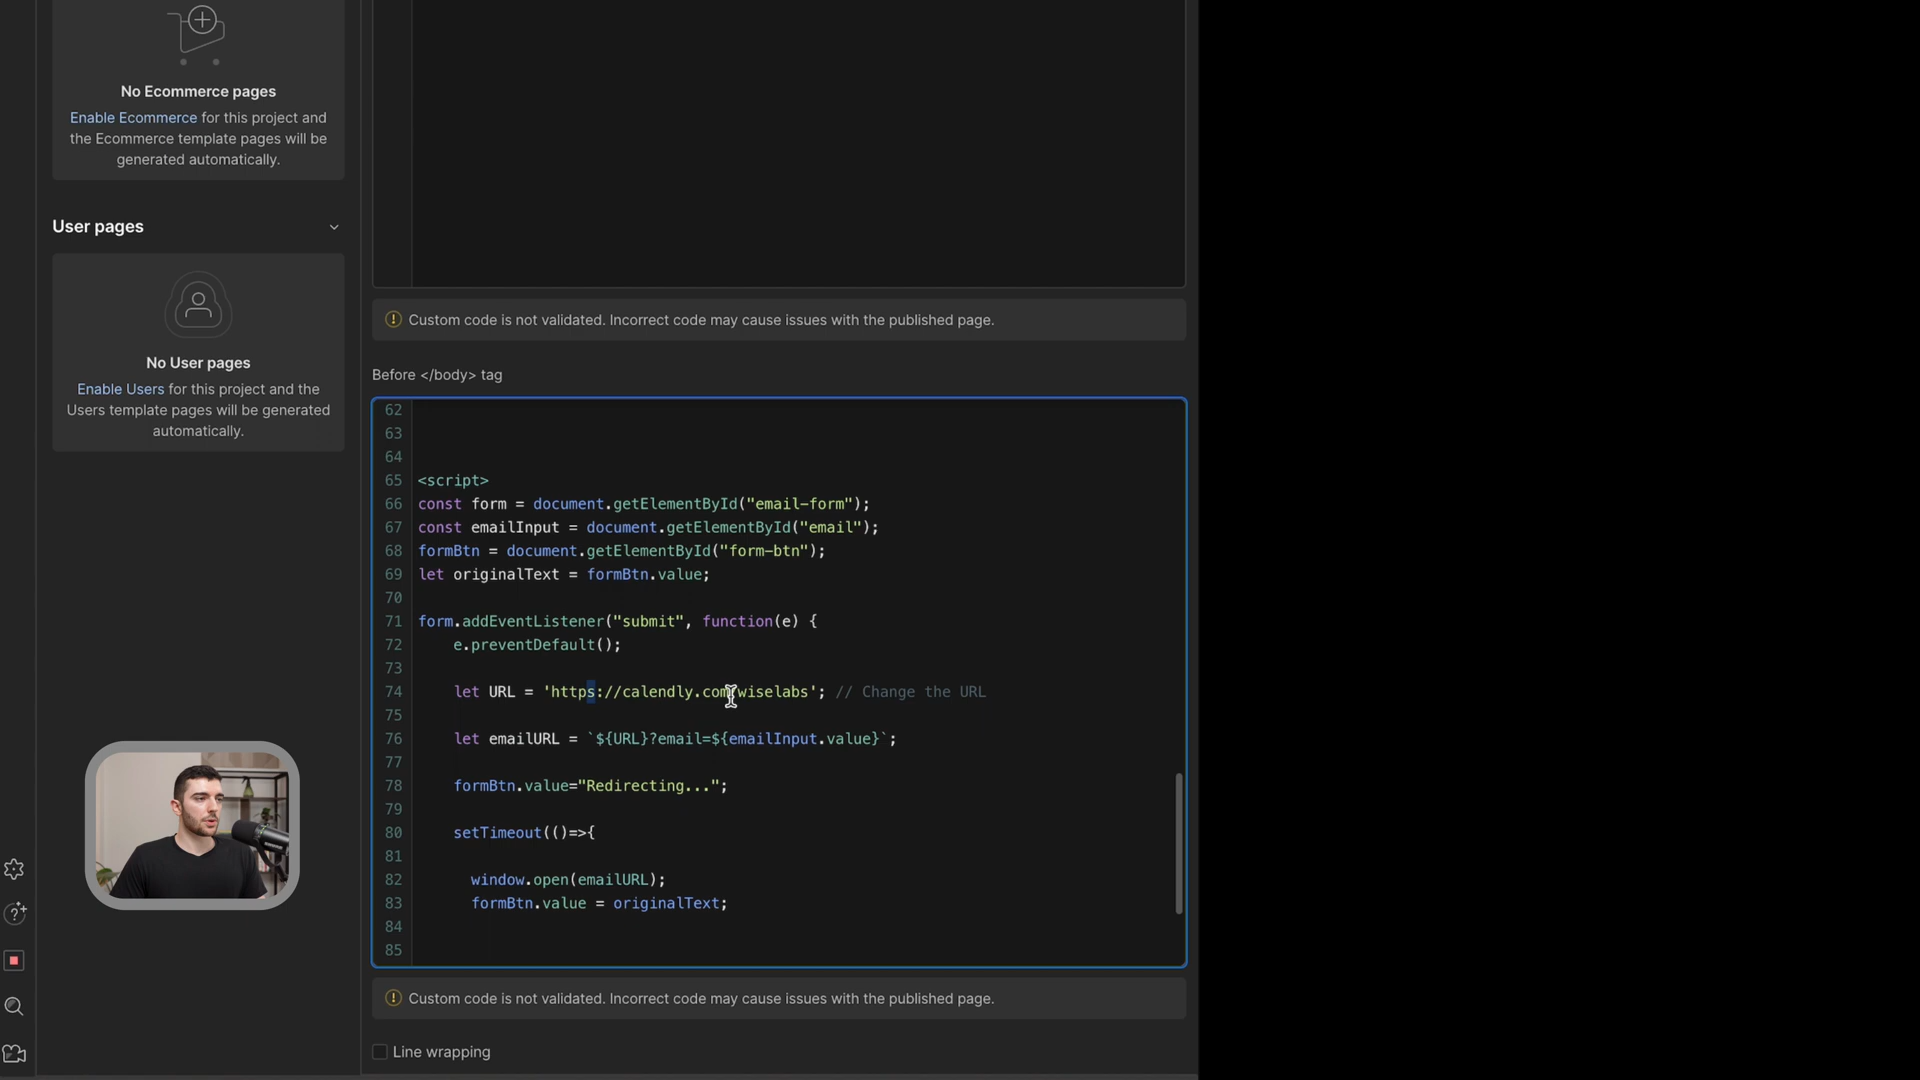 No Ecommerce pages
Enable Ecommerce for this project and
the Ecommerce template pages will be
generated automatically.
User pages
No User pages
Enable Users for this project and the
Users template pages will be generated
automatically.
Custom code is not validated. Incorrect code may cause issues with the published page.
Before </body> tag
62
63
64
65 <script>
66 const form = document.getElementById("email-form");
67 const emailInput = document.getElementById("email");
68 formBtn = document.getElementById("form-btn");
69 let originalText = formBtn.value;
70
71 form.addEventListener("submit", function(e) {
72 e.preventDefault();
73
74 let URL = 'https://calendly.com/wiselabs'; // Change the URL
75
76 let emailURL = `${URL}?email=${emailInput.value}`;
77
78 formBtn.value="Redirecting...";
79
80 setTimeout(()=>{
81
82 window.open(emailURL);
83 formBtn.value = originalText;
84
85
Custom code is not validated. Incorrect code may cause issues with the published page.
Line wrapping